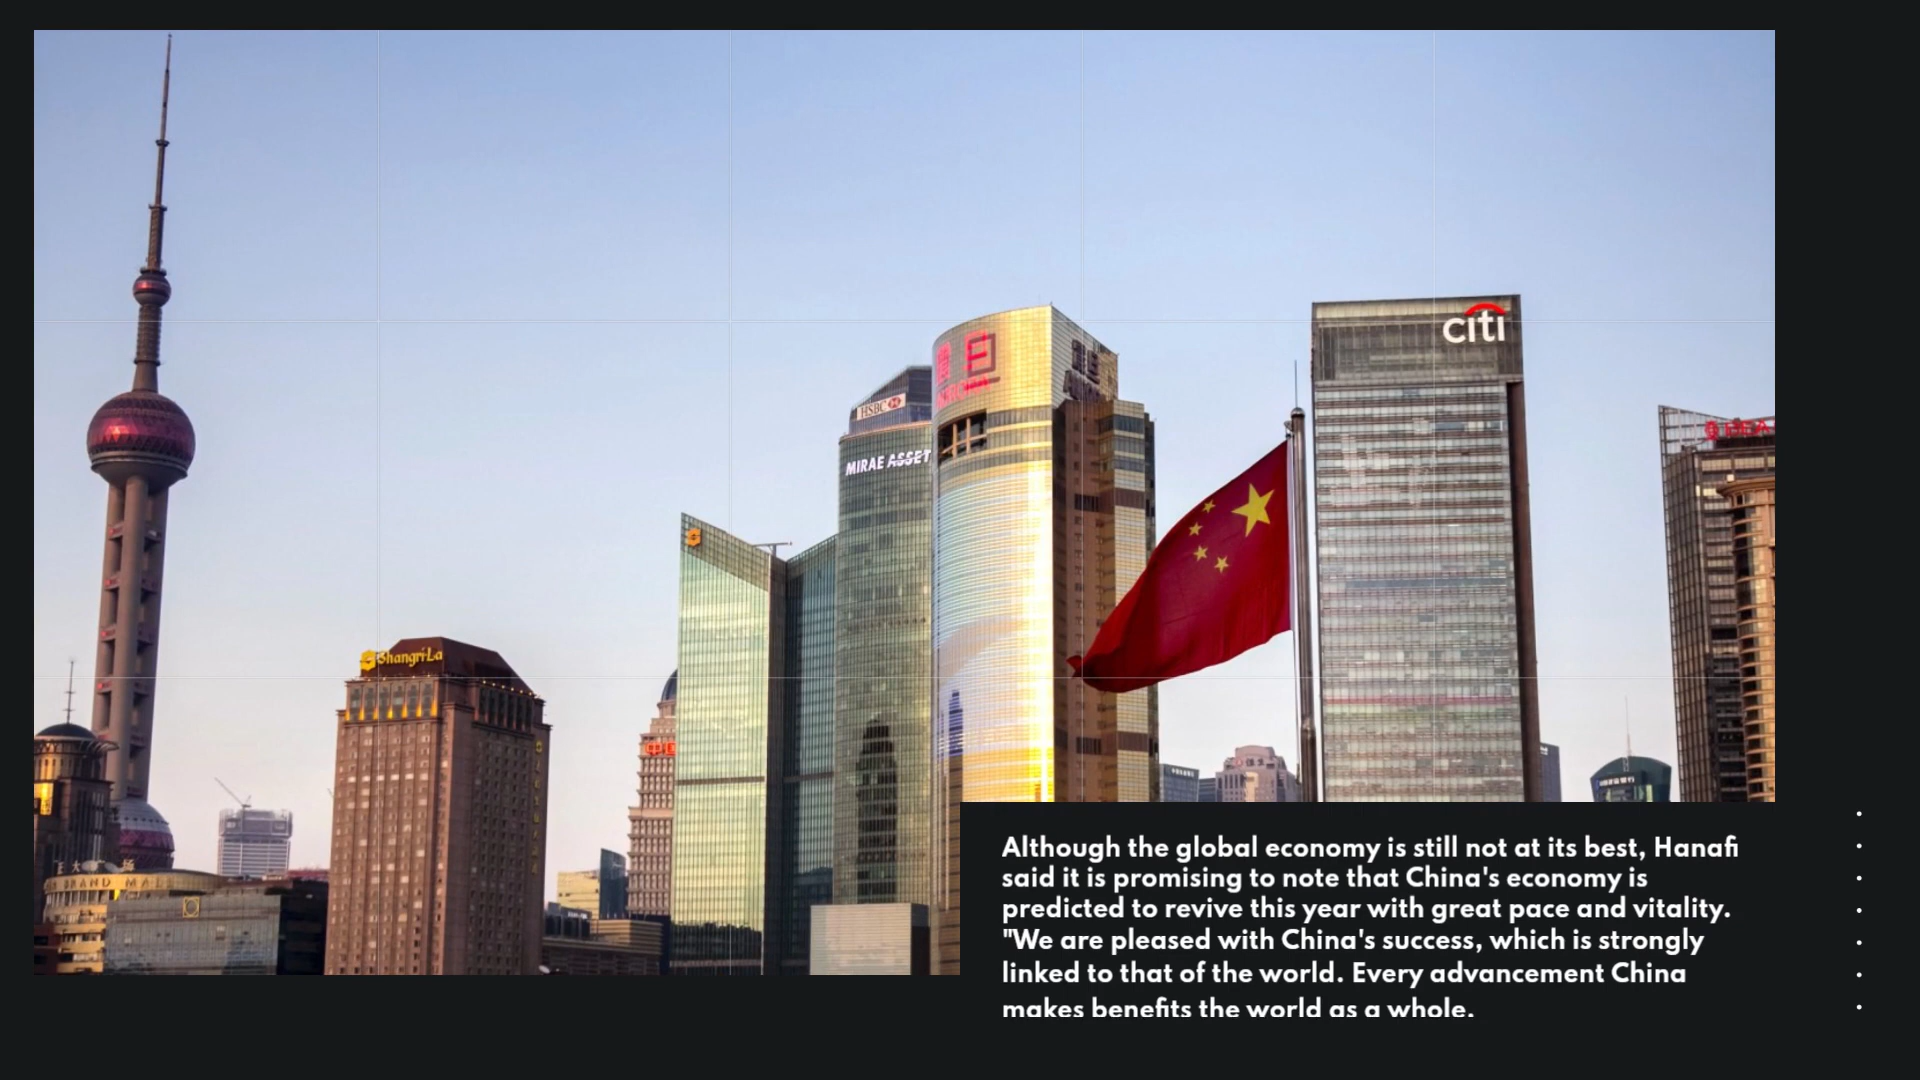 citi
HSBC
MIRAE ASSET
Shangri-La
Although the global economy is still not at its best, Hanafi
said it is promising to note that China's economy is
predicted to revive this year with great pace and vitality.
"We are pleased with China's success, which is strongly
linked to that of the world. Every advancement China
makes benefits the world as a whole.